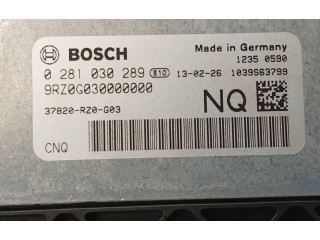 BOSCH Made in Germany
1235 0590
0 281 030 289 E10 13-02-26 1039S63799
9RZ0G030000000
37820-RZ0-G03 NQ
CNQ